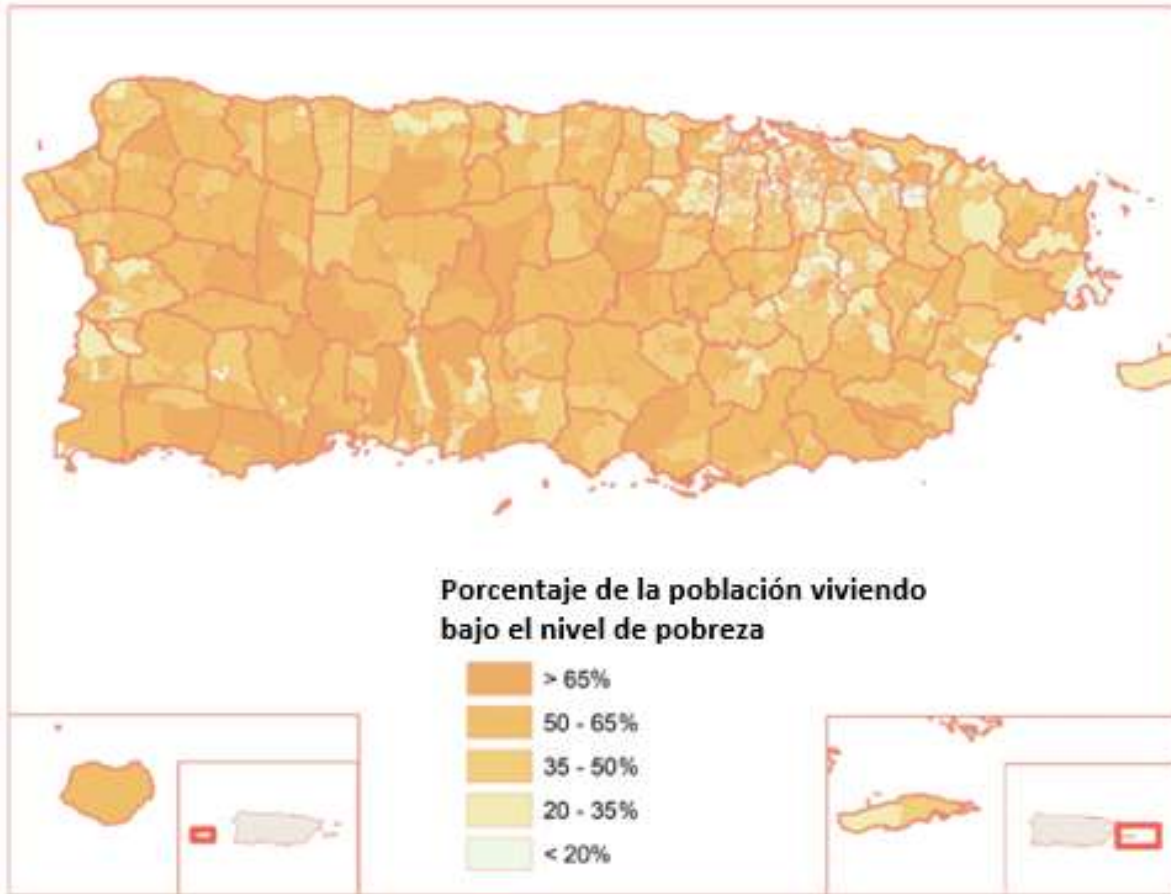 Porcentaje de la población viviendo
bajo el nivel de pobreza
> 65%
50 - 65%
35 - 50%
20 - 35%
< 20%